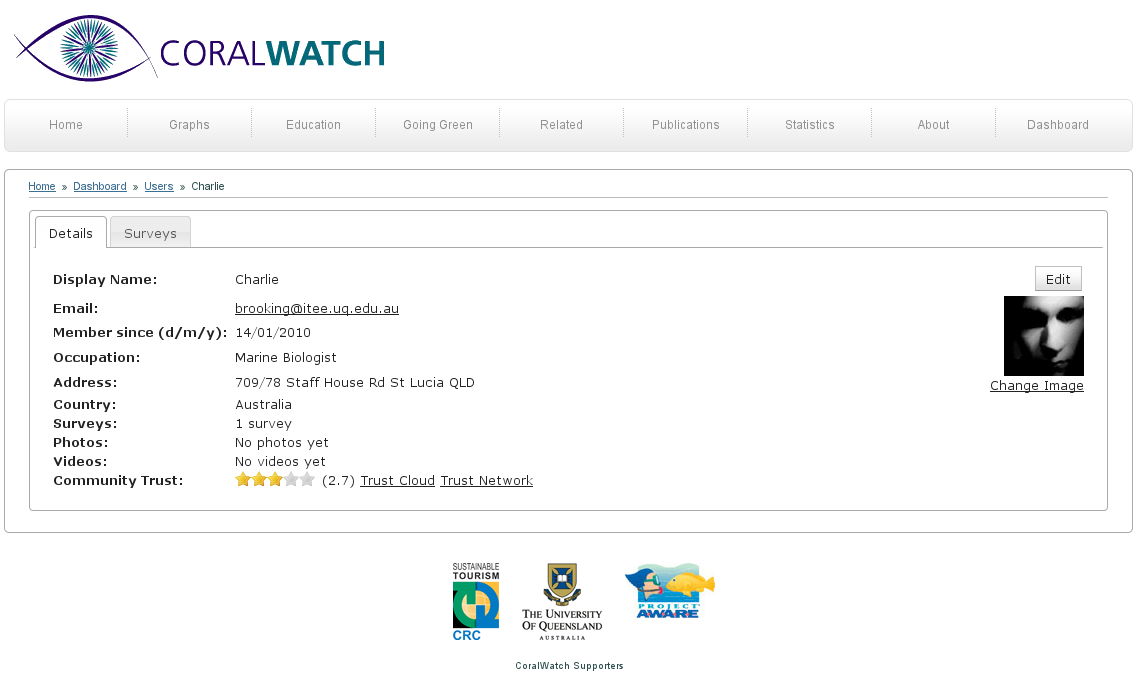 CORALWATCH
Home Graphs Education Going Green Related Publications Statistics About Dashboard
Home » Dashboard » Users » Charlie
Details Surveys
Display Name: Charlie
Edit
Email: brooking@itee.uq.edu.au
Member since (d/m/y): 14/01/2010
Occupation: Marine Biologist
Address: 709/78 Staff House Rd St Lucia QLD
Change Image
Country: Australia
Surveys: 1 survey
Photos: No photos yet
Videos: No videos yet
Community Trust: (2.7) Trust Cloud Trust Network
SUSTAINABLE
TOURISM
CRC
THE UNIVERSITY
OF QUEENSLAND
AUSTRALIA
PROJECT
AWARE
CoralWatch Supporters